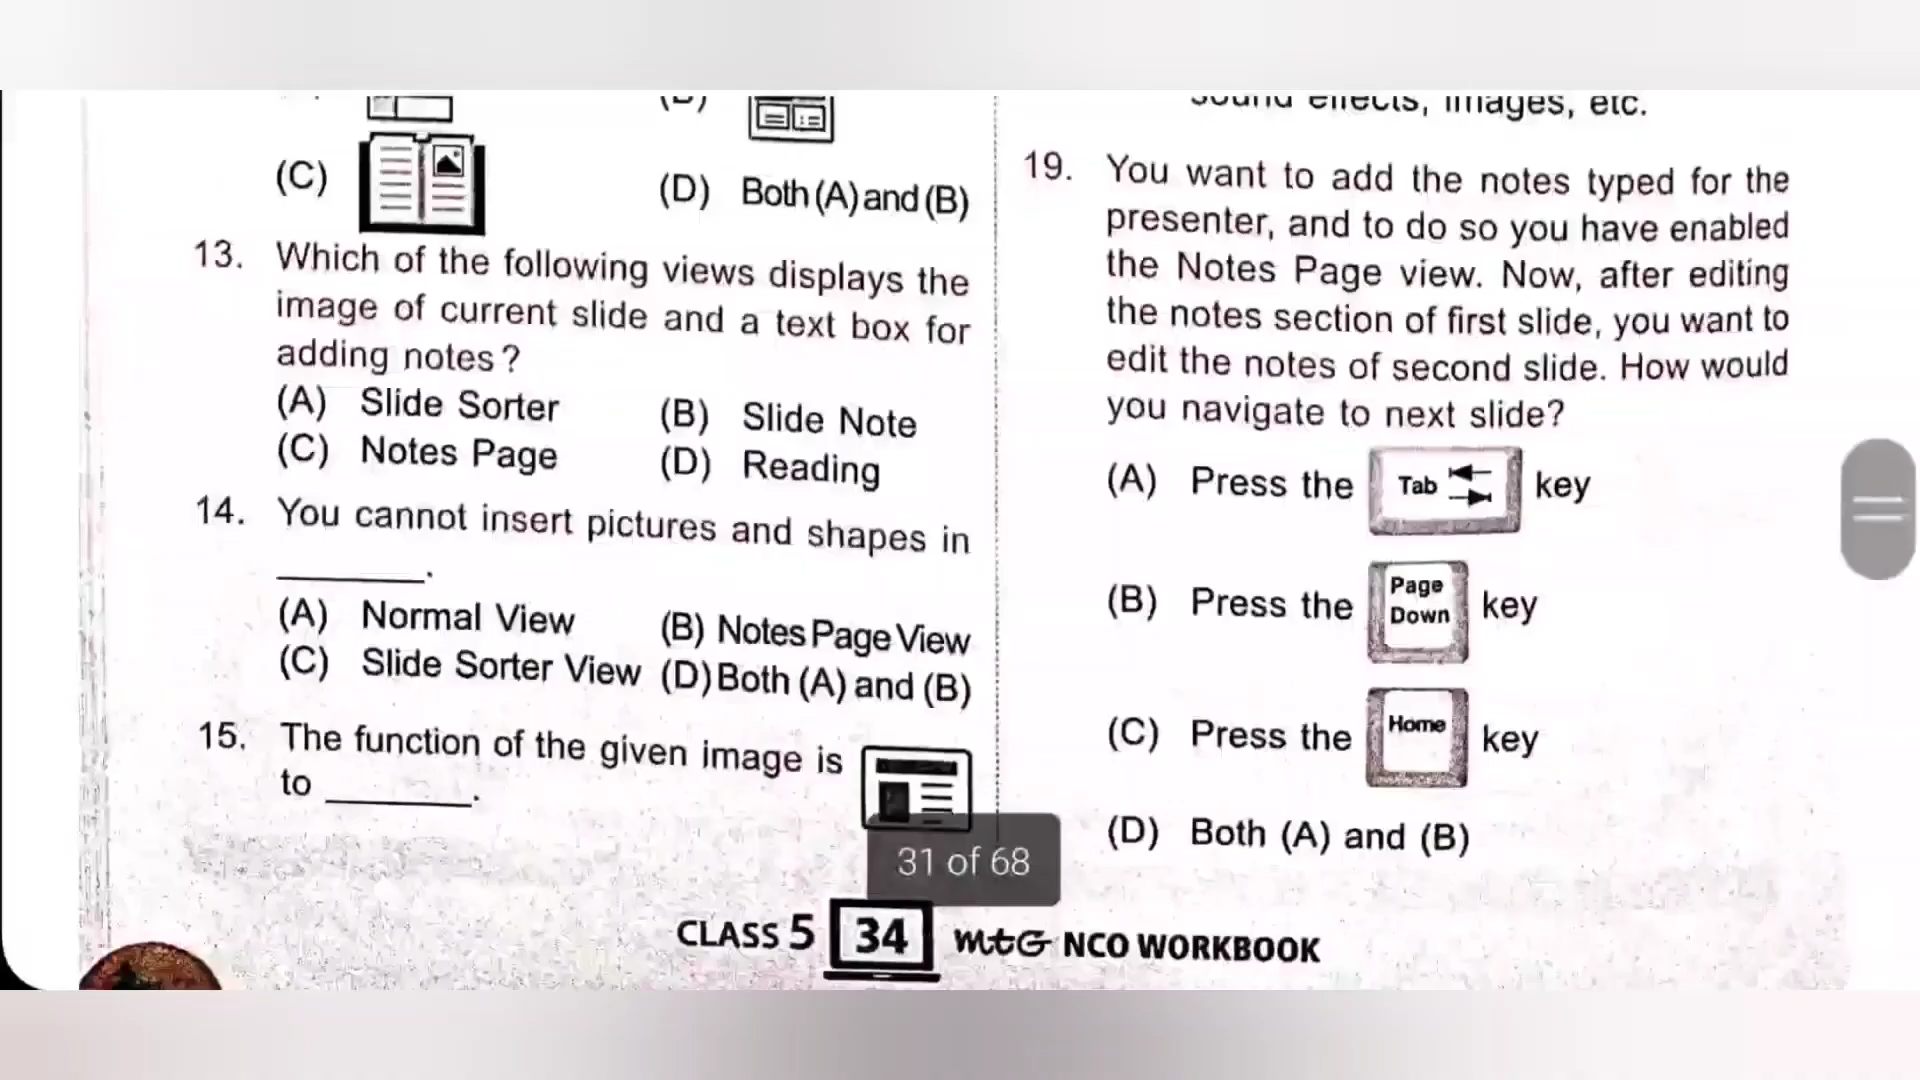 (C)
(D) Both (A) and (B)
13. Which of the following views displays the
image of current slide and a text box for
adding notes?
(A) Slide Sorter (B) Slide Note
(C) Notes Page (D) Reading
14. You cannot insert pictures and shapes in
________.
(A) Normal View (B) Notes Page View
(C) Slide Sorter View (D) Both (A) and (B)
15. The function of the given image is
to ________.
sound effects, images, etc.
19. You want to add the notes typed for the
presenter, and to do so you have enabled
the Notes Page view. Now, after editing
the notes section of first slide, you want to
edit the notes of second slide. How would
you navigate to next slide?
(A) Press the Tab key
(B) Press the Page Down key
(C) Press the Home key
(D) Both (A) and (B)
31 of 68
CLASS 5 34 mtG NCO WORKBOOK